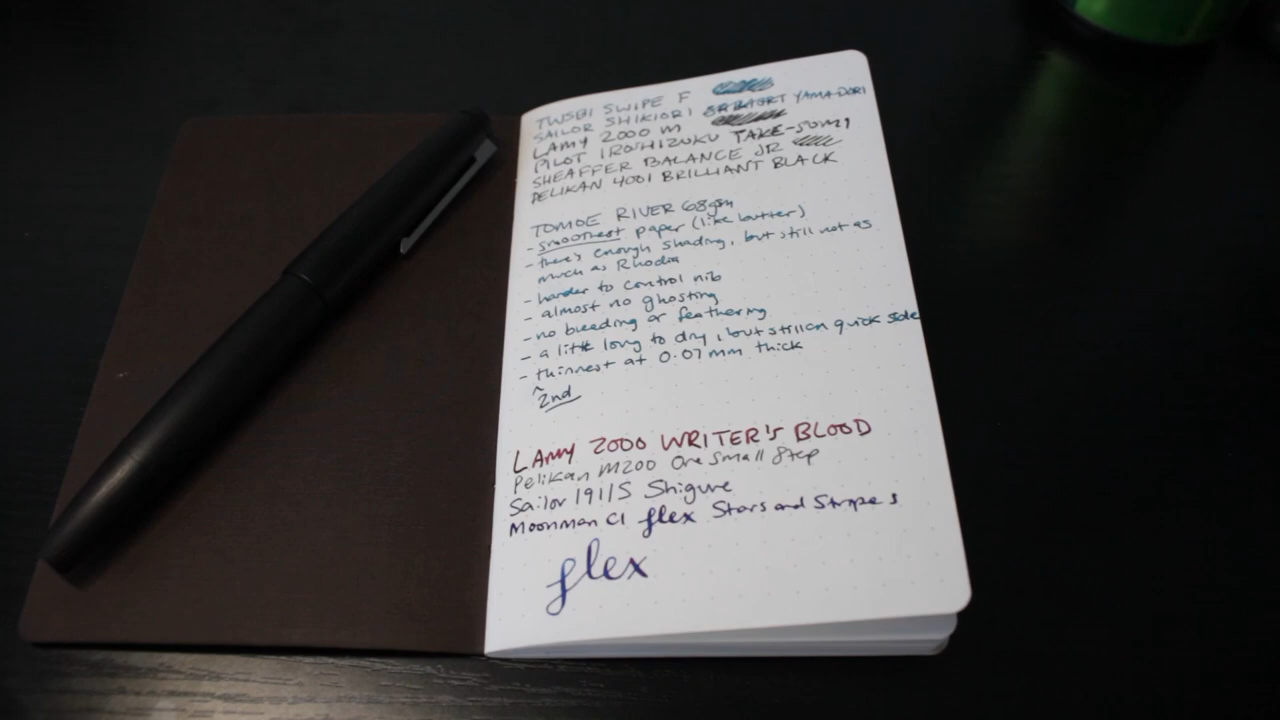 TWSBI SWIPE F
SAILOR SHIKIORI YAMADORI
LAMY 2000 M
PILOT IROSHIZUKU TAKE-SUMI
SHEAFFER BALANCE JR
PELIKAN 4001 BRILLIANT BLACK
TOMOE RIVER 68gsm
- smoothest paper (like butter)
- there's enough shading, but still not as
much as Rhodia
- harder to control nib
- almost no ghosting
- no bleeding or feathering
- a little long to dry, but still on quick side
- thinnest at 0.07mm thick
^
2nd
LAMY 2000 WRITER'S BLOOD
Pelikan M200 One Small Step
Sailor 1911S Shigure
Moonman C1 flex Stars and Stripes
flex